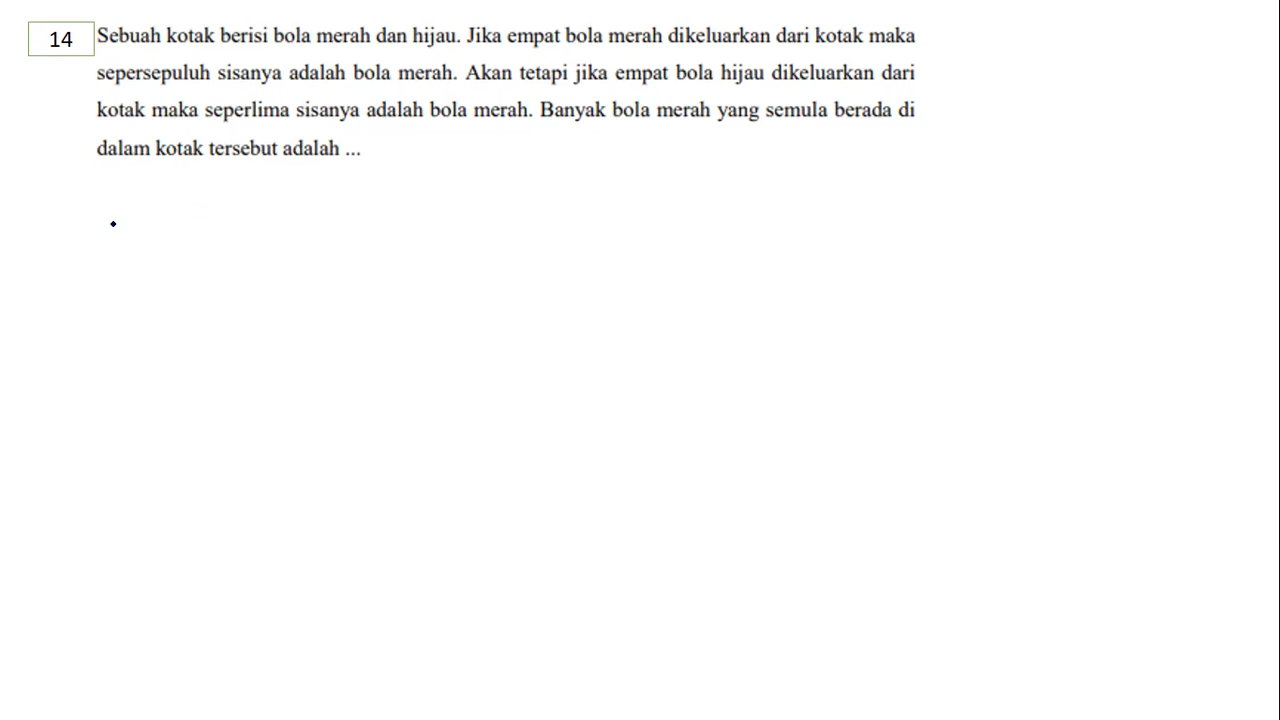 14
Sebuah kotak berisi bola merah dan hijau. Jika empat bola merah dikeluarkan dari kotak maka
sepersepuluh sisanya adalah bola merah. Akan tetapi jika empat bola hijau dikeluarkan dari
kotak maka seperlima sisanya adalah bola merah. Banyak bola merah yang semula berada di
dalam kotak tersebut adalah ...